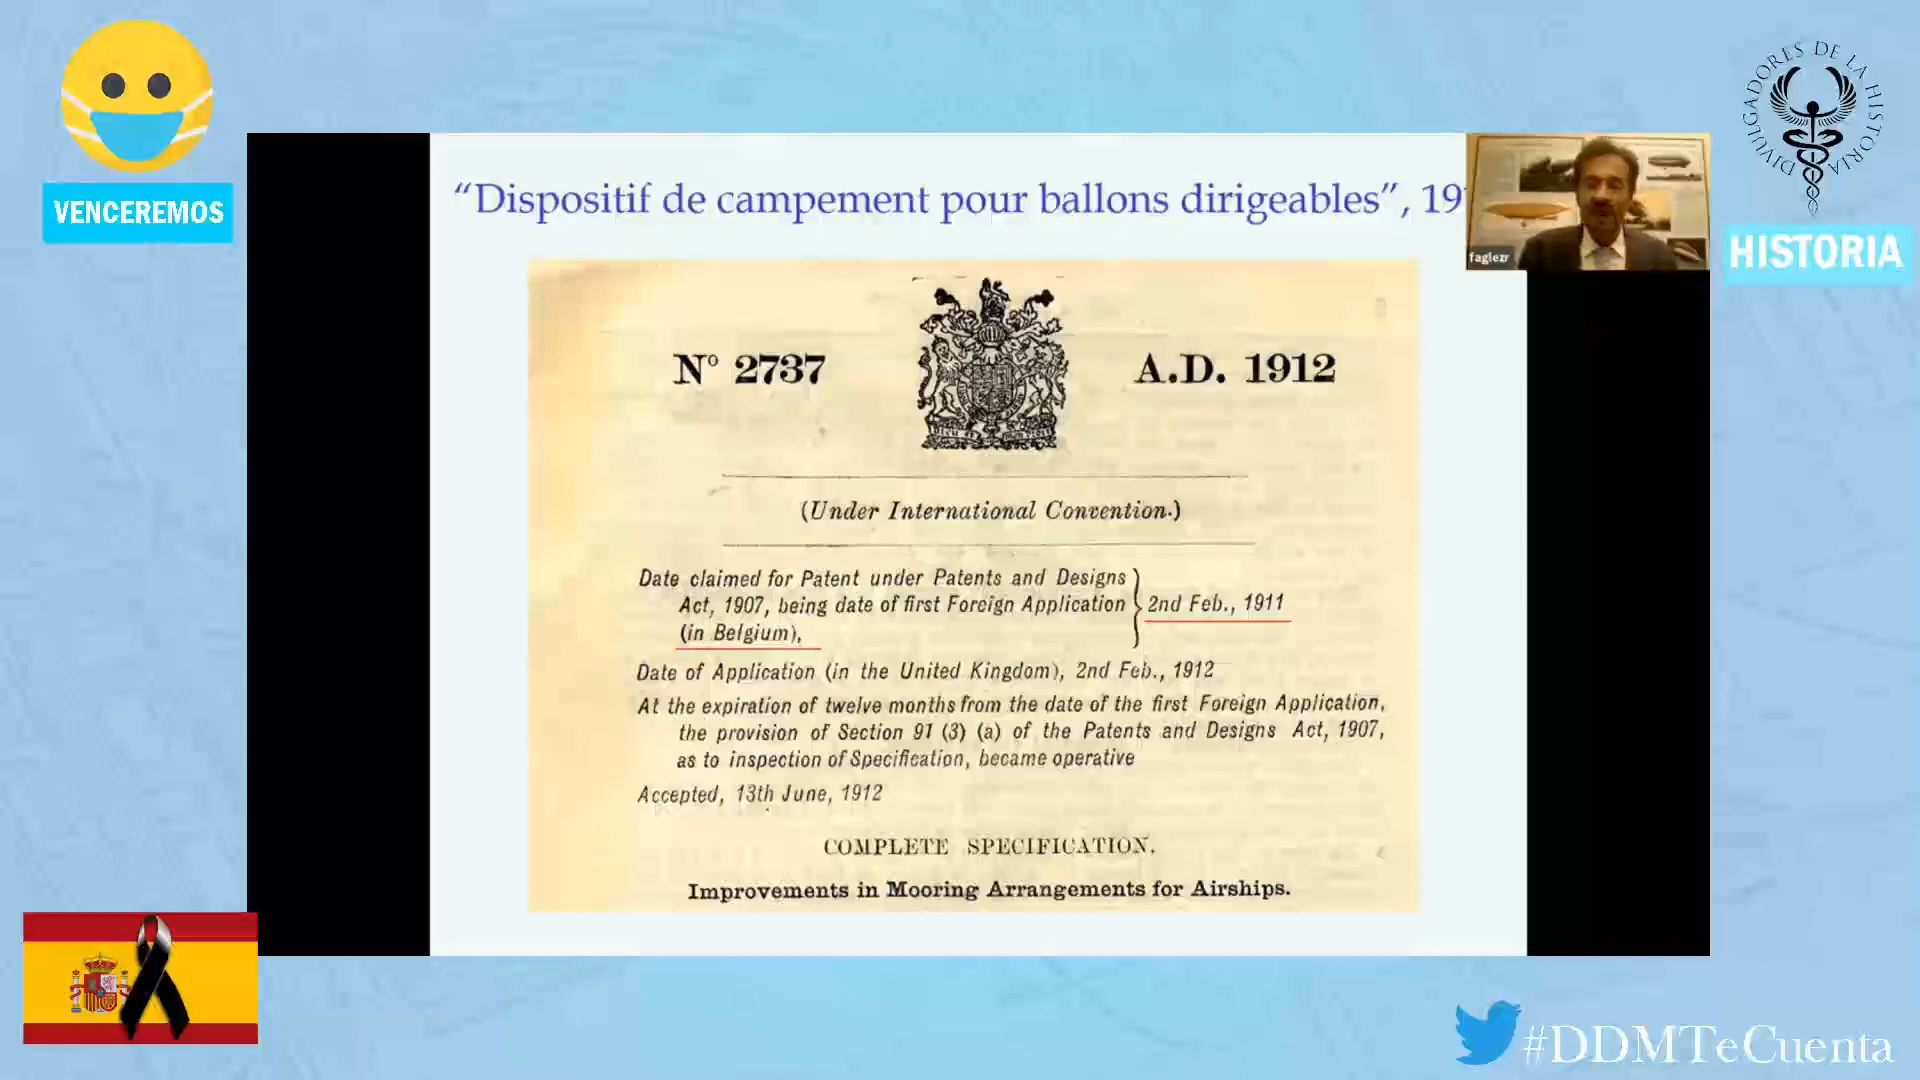 VENCEREMOS
DIVULGADORES DE LA HISTORIA
HISTORIA
“Dispositif de campement pour ballons dirigeables”, 19
faglezr
Nº 2737
A.D. 1912
(Under International Convention.)
Date claimed for Patent under Patents and Designs
Act, 1907, being date of first Foreign Application
(in Belgium),
2nd Feb., 1911
Date of Application (in the United Kingdom), 2nd Feb., 1912
At the expiration of twelve months from the date of the first Foreign Application,
the provision of Section 91 (3) (a) of the Patents and Designs Act, 1907,
as to inspection of Specification, became operative
Accepted, 13th June, 1912
COMPLETE SPECIFICATION.
Improvements in Mooring Arrangements for Airships.
#DDMTeCuenta